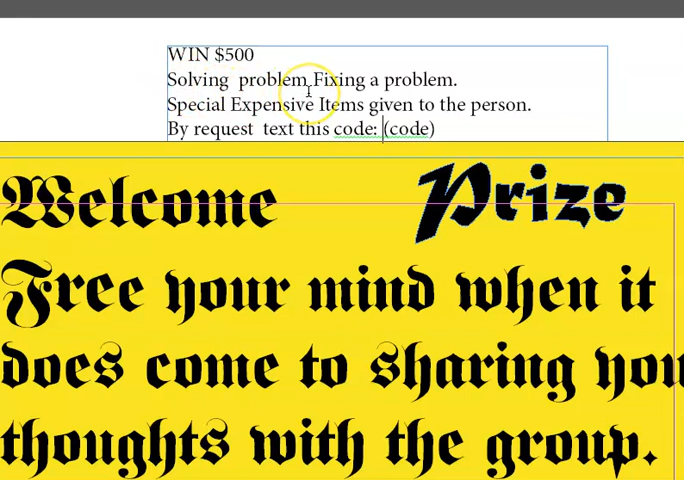 WIN $500
Solving  problem Fixing a problem.
Special Expensive Items given to the person.
By request  text this code: (code)
Welcome Prize
Free your mind when it
does come to sharing you
thoughts with the group.